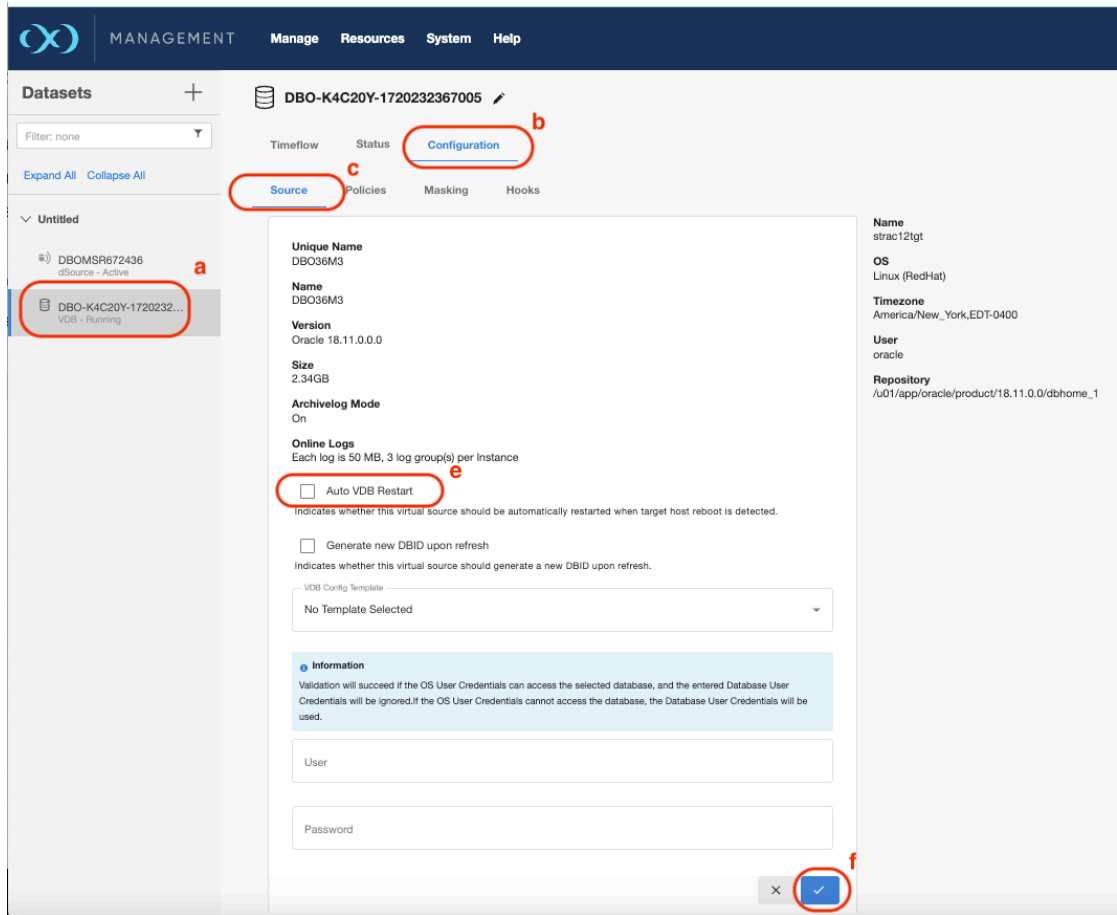 MANAGEMENT Manage Resources System Help
Datasets
Filter: none
Expand All Collapse All
Untitled
DBOMSR672436
dSource - Active
a
DBO-K4C20Y-1720232...
VDB - Running
DBO-K4C20Y-1720232367005
b
Timeflow Status Configuration
c
Source Policies Masking Hooks
Unique Name
DBO36M3
Name
DBO36M3
Version
Oracle 18.11.0.0.0
Size
2.34GB
Archivelog Mode
On
Online Logs
Each log is 50 MB, 3 log group(s) per Instance
e
Auto VDB Restart
Indicates whether this virtual source should be automatically restarted when target host reboot is detected.
Generate new DBID upon refresh
Indicates whether this virtual source should generate a new DBID upon refresh.
VDB Config Template
No Template Selected
Information
Validation will succeed if the OS User Credentials can access the selected database, and the entered Database User
Credentials will be ignored.If the OS User Credentials cannot access the database, the Database User Credentials will be
used.
User
Password
f
Name
strac12tgt
OS
Linux (RedHat)
Timezone
America/New_York,EDT-0400
User
oracle
Repository
/u01/app/oracle/product/18.11.0.0/dbhome_1